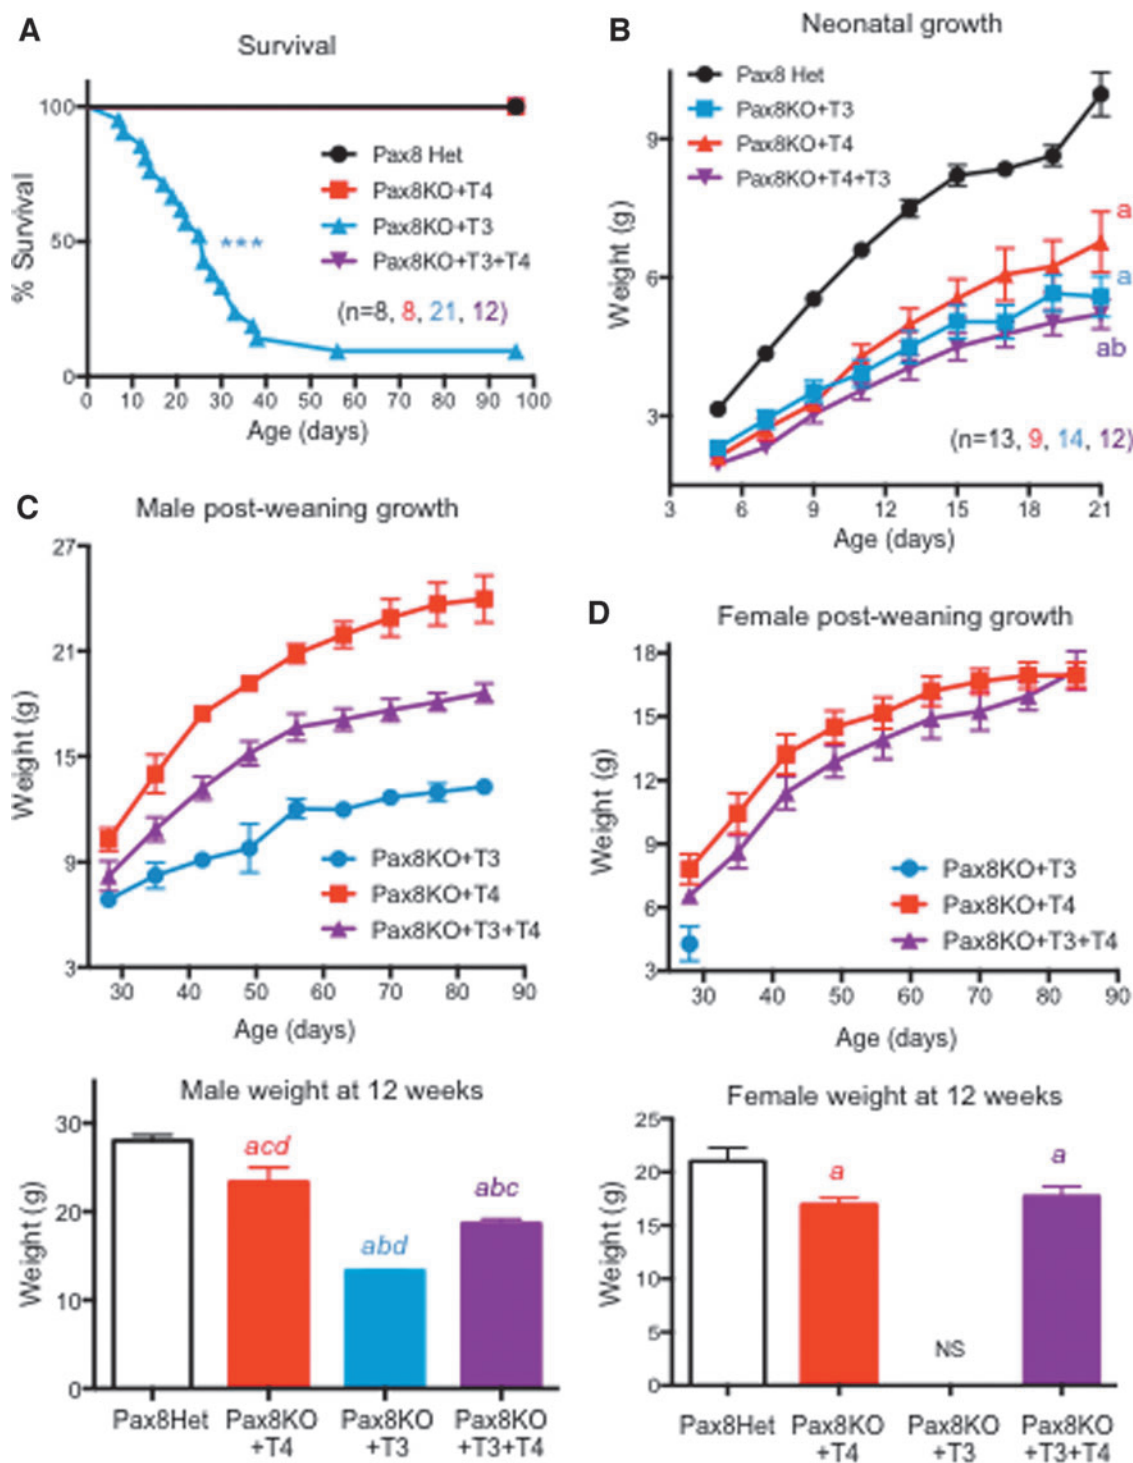 A
Survival
100
50
0
% Survival
Pax8 Het
Pax8KO+T4
Pax8KO+T3
Pax8KO+T3+T4
***
(n=8, 8, 21, 12)
0 10 20 30 40 50 60 70 80 90 100
Age (days)
B
Neonatal growth
Pax8 Het
Pax8KO+T3
Pax8KO+T4
Pax8KO+T4+T3
9
6
3
Weight (g)
a
a
ab
(n=13, 9, 14, 12)
3 6 9 12 15 18 21
Age (days)
C
Male post-weaning growth
27
21
15
9
3
Weight (g)
Pax8KO+T3
Pax8KO+T4
Pax8KO+T3+T4
30 40 50 60 70 80 90
Age (days)
D
Female post-weaning growth
18
15
12
9
6
3
Weight (g)
Pax8KO+T3
Pax8KO+T4
Pax8KO+T3+T4
30 40 50 60 70 80 90
Age (days)
Male weight at 12 weeks
30
20
10
0
Weight (g)
acd
abd
abc
Pax8Het Pax8KO Pax8KO Pax8KO
+T4 +T3 +T3+T4
Female weight at 12 weeks
25
20
15
10
5
0
Weight (g)
a
NS
a
Pax8Het Pax8KO Pax8KO Pax8KO
+T4 +T3 +T3+T4